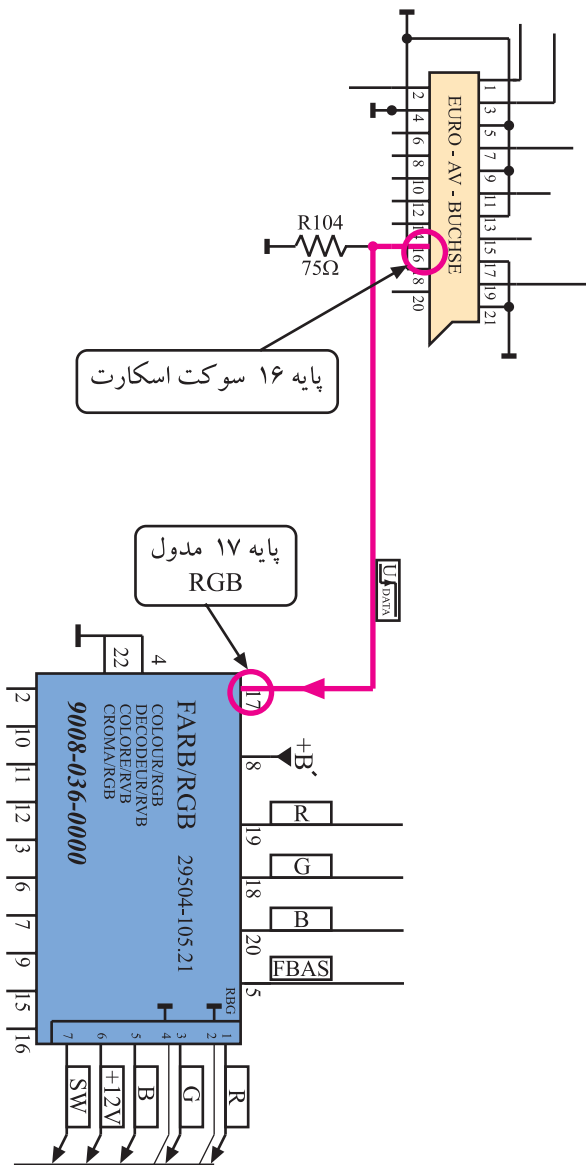 1
3
5
7
9
11
13
15
17
19
21
EURO - AV - BUCHSE
2
4
6
8
10
12
14
16
18
20
R104
75Ω
پایه ۱۶ سوکت اسکارت
پایه ۱۷ مدول
RGB
U DATA
4
22
17
8
+B'
19
R
18
G
20
B
5
FBAS
FARB/RGB 29504-105.21
COLOUR/RGB
DECODEUR/RVB
COLORE/RVB
CROMA/RGB
9008-036-0000
RBG
1
2
3
4
5
6
7
2
10
11
12
3
6
7
9
15
16
R
G
B
+12V
SW